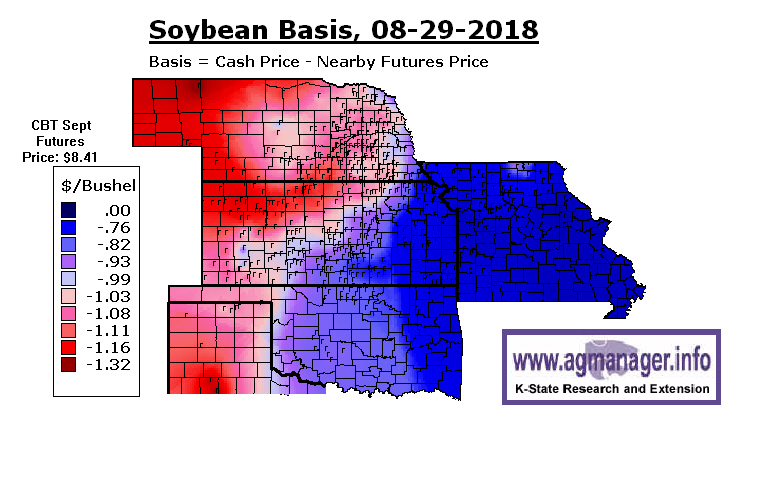 Soybean Basis, 08-29-2018
Basis = Cash Price - Nearby Futures Price
CBT Sept
Futures
Price: $8.41
$/Bushel
.00
-.76
-.82
-.93
-.99
-1.03
-1.08
-1.11
-1.16
-1.32
www.agmanager.info
K-State Research and Extension